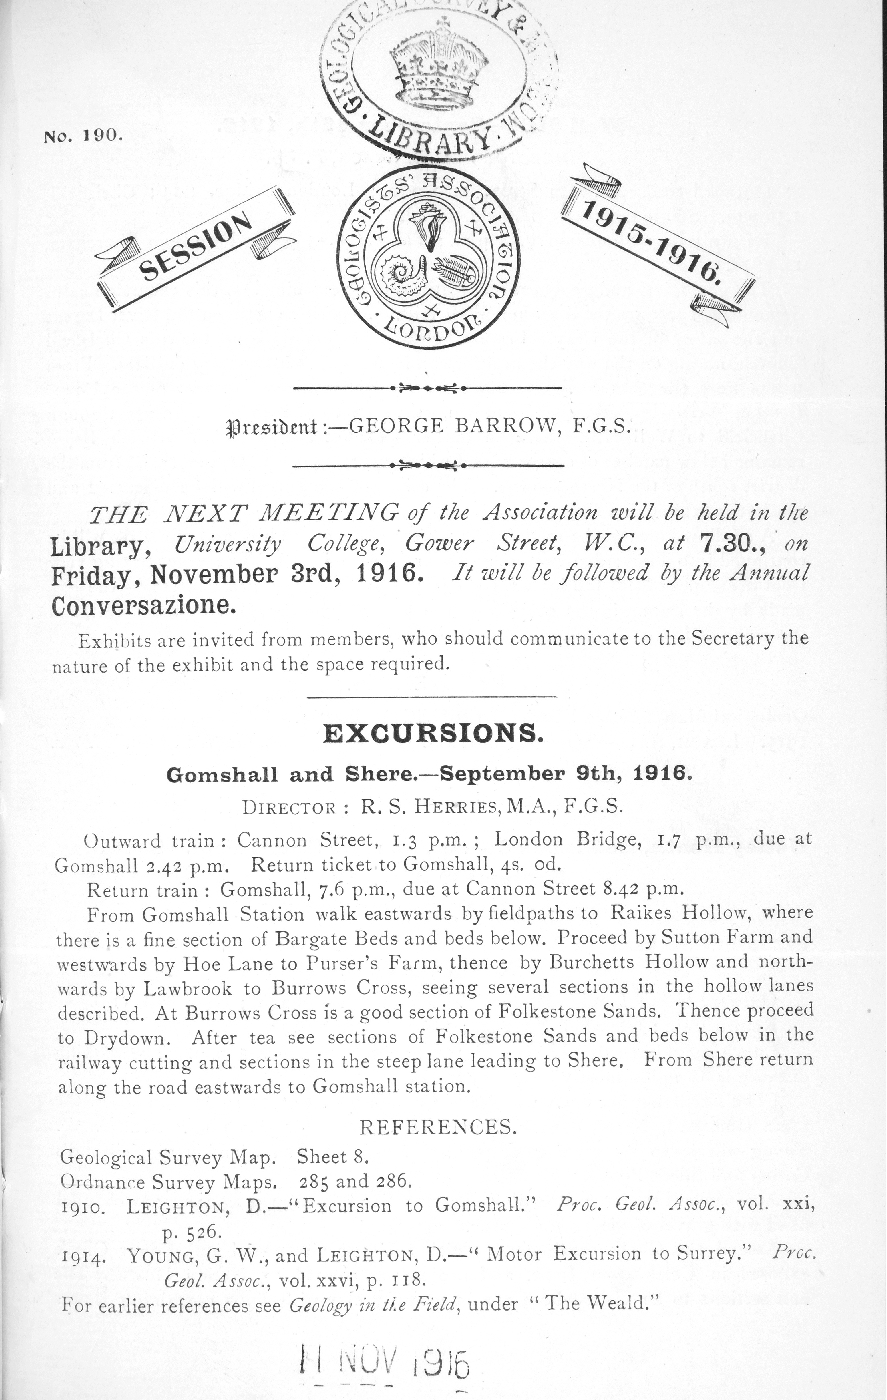 GEOLOGICAL SURVEY & MUSEUM
· LIBRARY ·
No. 190.
GEOLOGISTS' ASSOCIATION
· LONDON ·
SESSION
1915-1916.
President :—GEORGE BARROW, F.G.S.
THE NEXT MEETING of the Association will be held in the
Library, University College, Gower Street, W.C., at 7.30., on
Friday, November 3rd, 1916. It will be followed by the Annual
Conversazione.
Exhibits are invited from members, who should communicate to the Secretary the
nature of the exhibit and the space required.
EXCURSIONS.
Gomshall and Shere.—September 9th, 1916.
DIRECTOR : R. S. HERRIES, M.A., F.G.S.
Outward train : Cannon Street, 1.3 p.m. ; London Bridge, 1.7 p.m., due at
Gomshall 2.42 p.m. Return ticket to Gomshall, 4s. 0d.
Return train : Gomshall, 7.6 p.m., due at Cannon Street 8.42 p.m.
From Gomshall Station walk eastwards by fieldpaths to Raikes Hollow, where
there is a fine section of Bargate Beds and beds below. Proceed by Sutton Farm and
westwards by Hoe Lane to Purser's Farm, thence by Burchetts Hollow and north-
wards by Lawbrook to Burrows Cross, seeing several sections in the hollow lanes
described. At Burrows Cross is a good section of Folkestone Sands. Thence proceed
to Drydown. After tea see sections of Folkestone Sands and beds below in the
railway cutting and sections in the steep lane leading to Shere. From Shere return
along the road eastwards to Gomshall station.
REFERENCES.
Geological Survey Map. Sheet 8.
Ordnance Survey Maps. 285 and 286.
1910. LEIGHTON, D.—"Excursion to Gomshall." Proc. Geol. Assoc., vol. xxi,
p. 526.
1914. YOUNG, G. W., and LEIGHTON, D.—" Motor Excursion to Surrey." Proc.
Geol. Assoc., vol. xxvi, p. 118.
For earlier references see Geology in the Field, under " The Weald."
11 NOV 1916